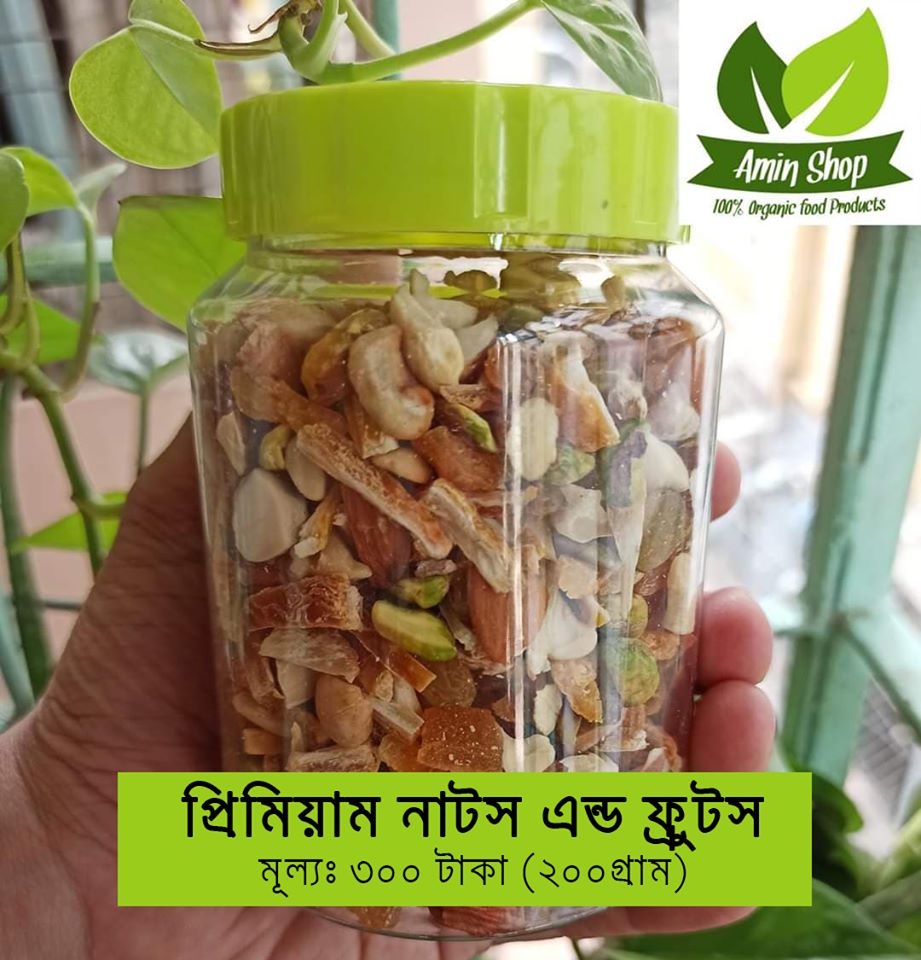 Amin Shop
100% Organic food Products
প্রিমিয়াম নাটস এন্ড ফ্রুটস
মূল্যঃ ৩০০ টাকা (২০০গ্রাম)